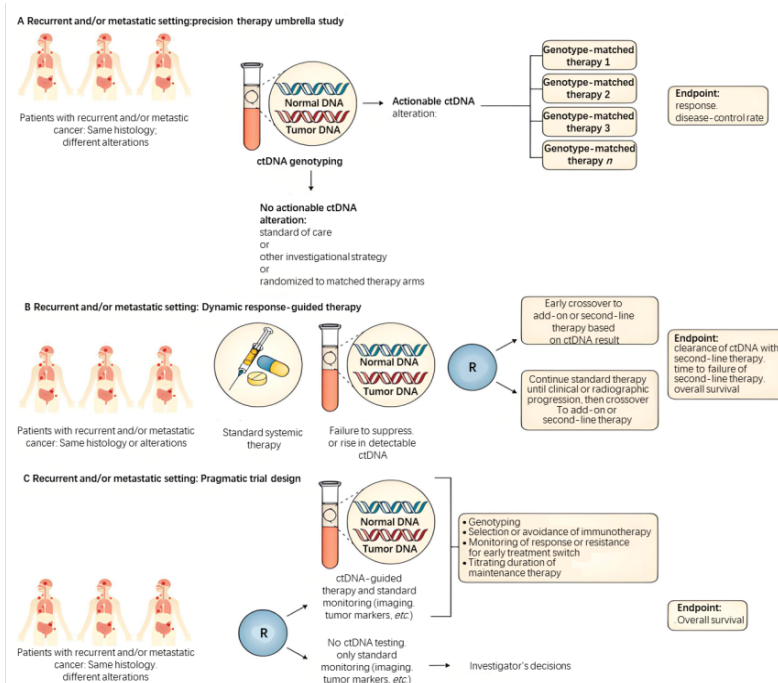 A Recurrent and/or metastatic setting:precision therapy umbrella study
Normal DNA
Tumor DNA
ctDNA genotyping
Patients with recurrent and/or metastic
cancer: Same histology;
different alterations
Actionable ctDNA
alteration:
Genotype-matched
therapy 1
Genotype-matched
therapy 2
Genotype-matched
therapy 3
Genotype-matched
therapy n
Endpoint:
response.
disease-control rate
No actionable ctDNA
alteration:
standard of care
or
other investigational strategy
or
randomized to matched therapy arms
B Recurrent and/or metastatic setting: Dynamic response-guided therapy
Patients with recurrent and/or metastatic
cancer: Same histology or alterations
Standard systemic
therapy
Normal DNA
Tumor DNA
Failure to suppress.
or rise in detectable
ctDNA
R
Early crossover to
add-on or second-line
therapy based
on ctDNA result
Continue standard therapy
until clinical or radiographic
progression, then crossover
To add-on or
second-line therapy
Endpoint:
clearance of ctDNA with
second-line therapy.
time to failure of
second-line therapy.
overall survival
C Recurrent and/or metastatic setting: Pragmatic trial design
Patients with recurrent and/or metastatic
cancer: Same histology.
different alterations
R
Normal DNA
Tumor DNA
ctDNA-guided
therapy and standard
monitoring (imaging.
tumor markers, etc.)
• Genotyping
• Selection or avoidance of immunotherapy
• Monitoring of response or resistance
for early treatment switch
• Titrating duration of
maintenance therapy
No ctDNA testing.
only standard
monitoring (imaging.
tumor markers, etc.)
Investigator's decisions
Endpoint:
.Overall survival